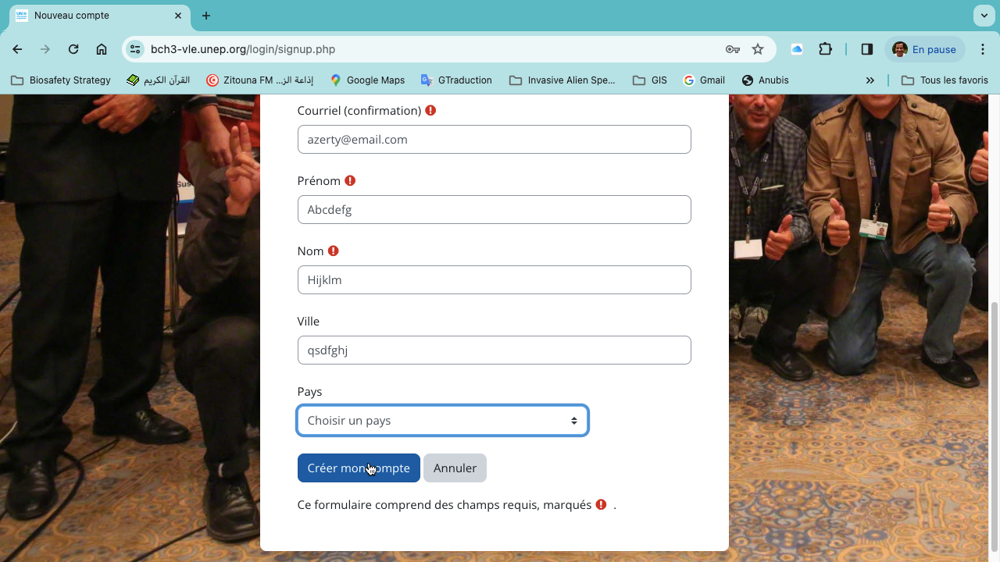 Nouveau compte
bch3-vle.unep.org/login/signup.php
En pause
Biosafety Strategy
القرآن الكريم
Zitouna FM إذاعة الز...
Google Maps
GTraduction
Invasive Alien Spe...
GIS
Gmail
Anubis
Tous les favoris
Courriel (confirmation)
azerty@email.com
Prénom
Abcdefg
Nom
Hijklm
Ville
qsdfghj
Pays
Choisir un pays
Créer mon compte
Annuler
Ce formulaire comprend des champs requis, marqués .